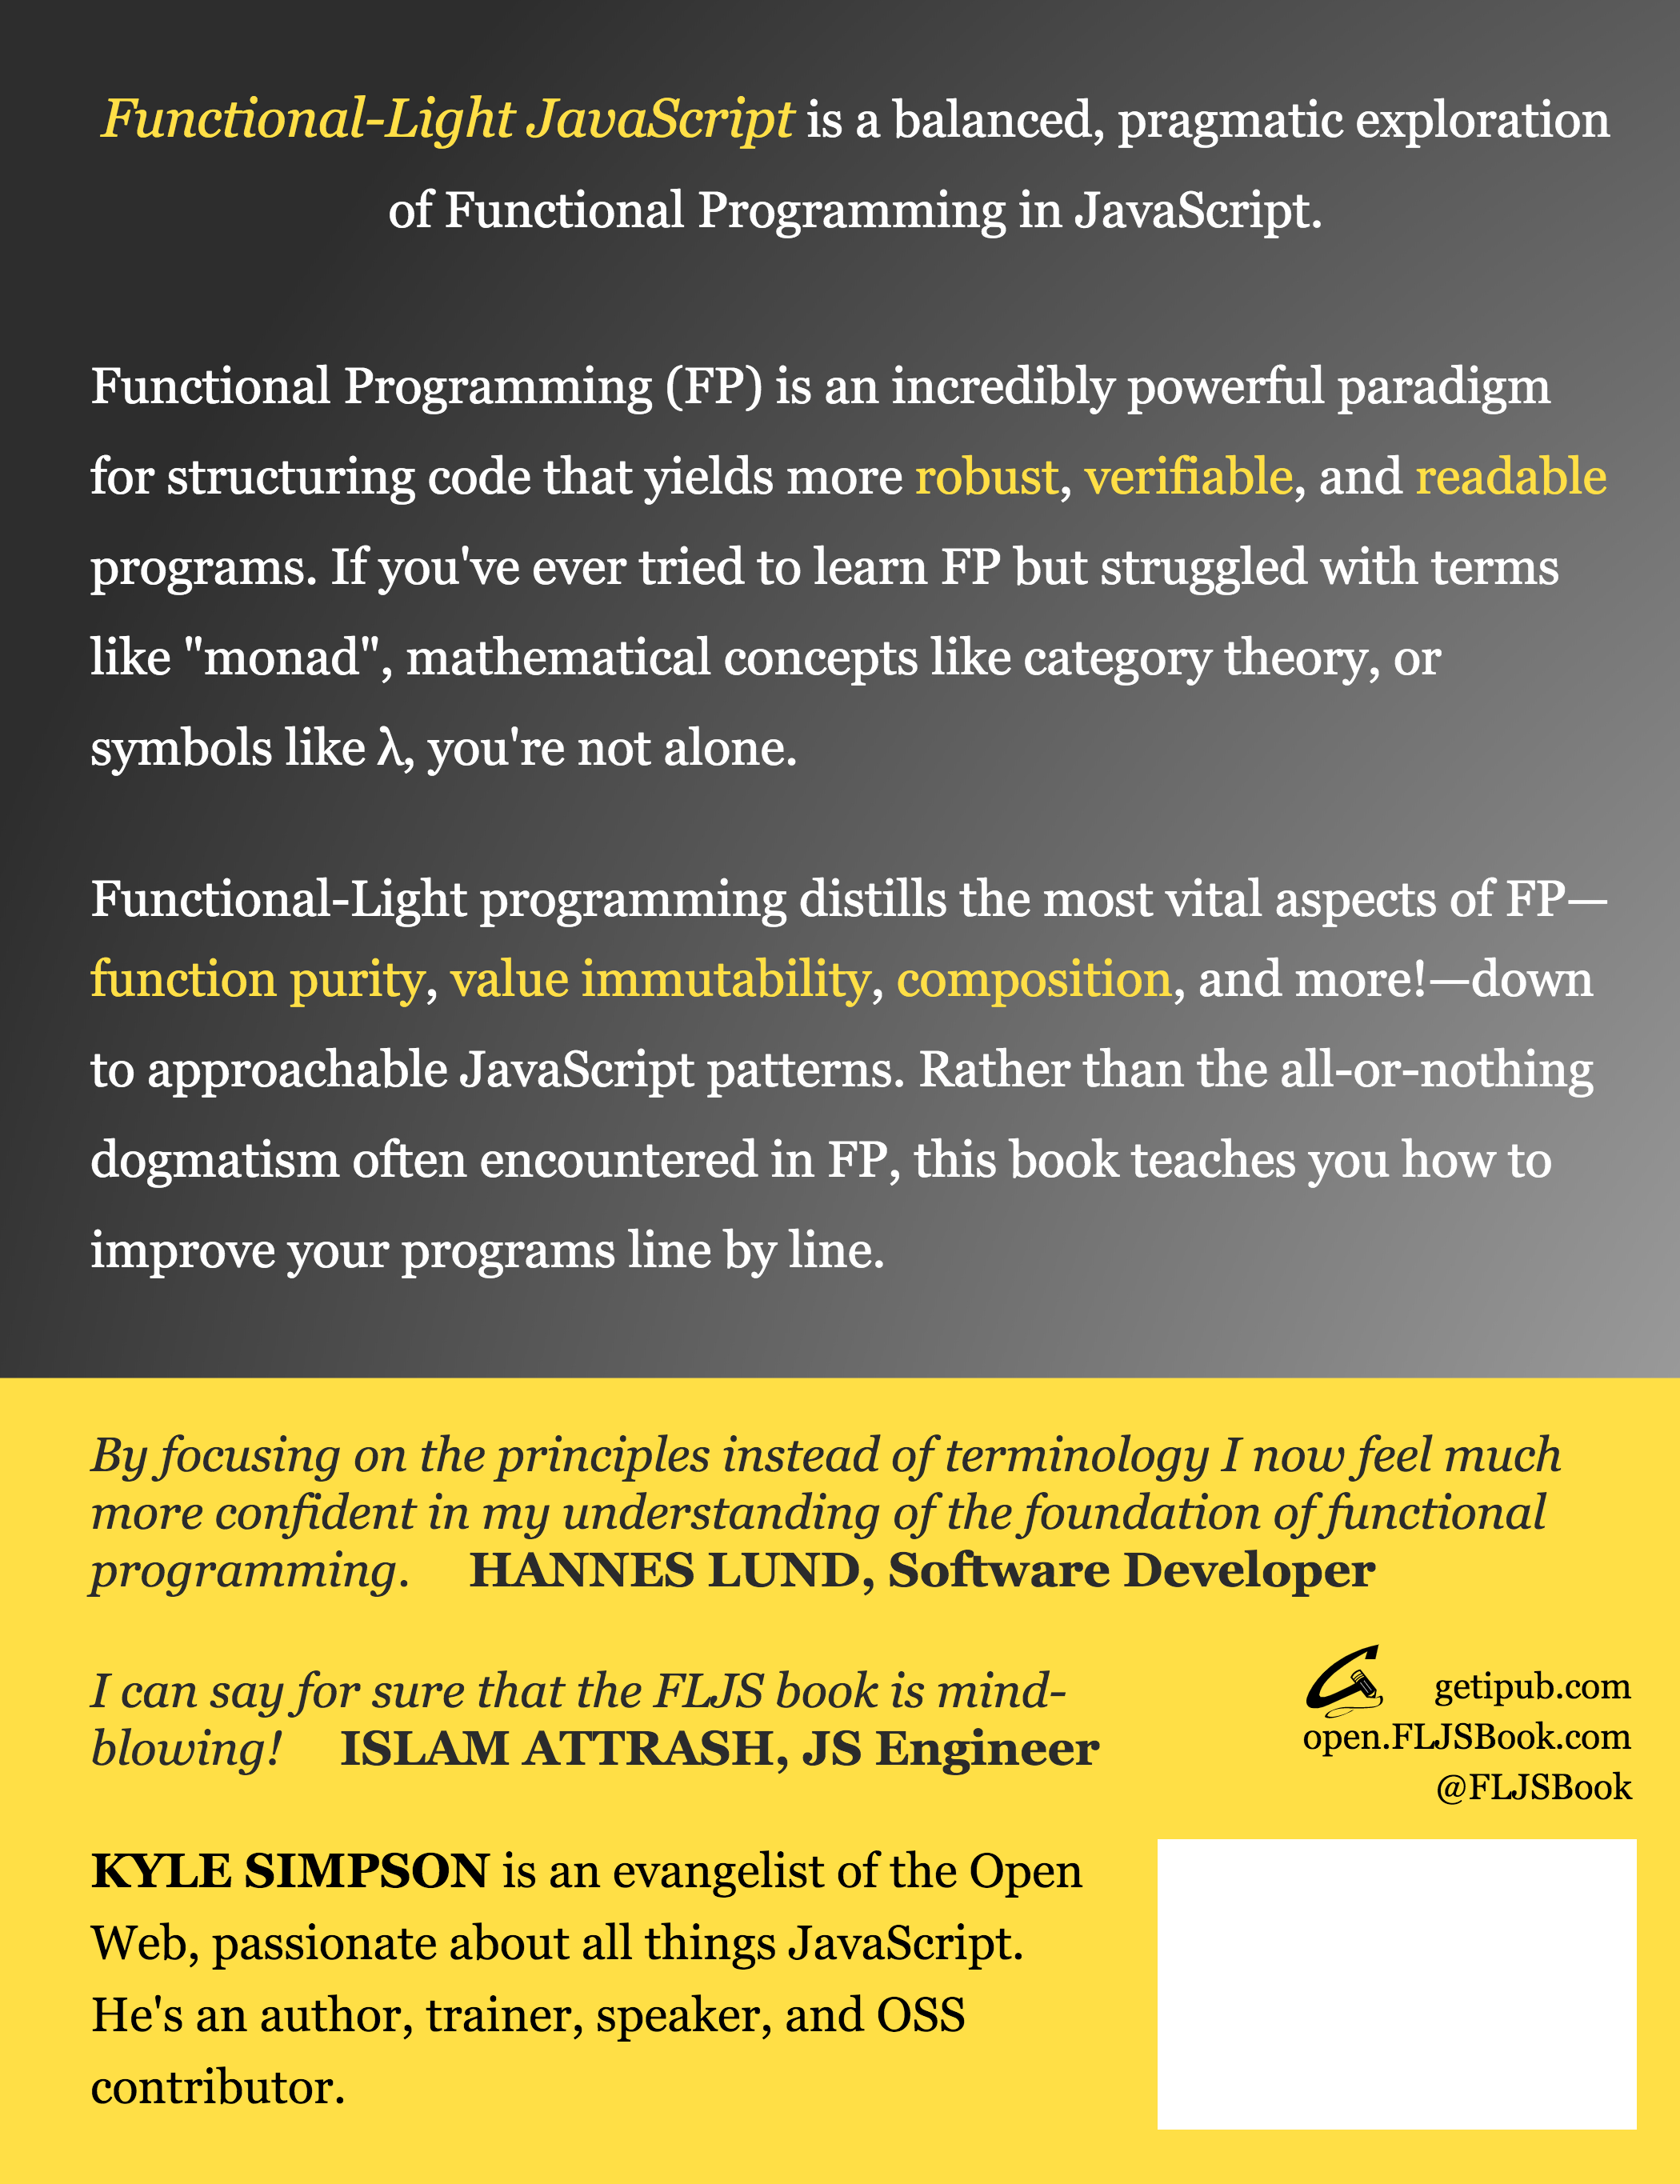 Functional-Light JavaScript is a balanced, pragmatic exploration
of Functional Programming in JavaScript.
Functional Programming (FP) is an incredibly powerful paradigm
for structuring code that yields more robust, verifiable, and readable
programs. If you've ever tried to learn FP but struggled with terms
like "monad", mathematical concepts like category theory, or
symbols like λ, you're not alone.
Functional-Light programming distills the most vital aspects of FP—
function purity, value immutability, composition, and more!—down
to approachable JavaScript patterns. Rather than the all-or-nothing
dogmatism often encountered in FP, this book teaches you how to
improve your programs line by line.
By focusing on the principles instead of terminology I now feel much
more confident in my understanding of the foundation of functional
programming. HANNES LUND, Software Developer
I can say for sure that the FLJS book is mind-
blowing! ISLAM ATTRASH, JS Engineer
getipub.com
open.FLJSBook.com
@FLJSBook
KYLE SIMPSON is an evangelist of the Open
Web, passionate about all things JavaScript.
He's an author, trainer, speaker, and OSS
contributor.